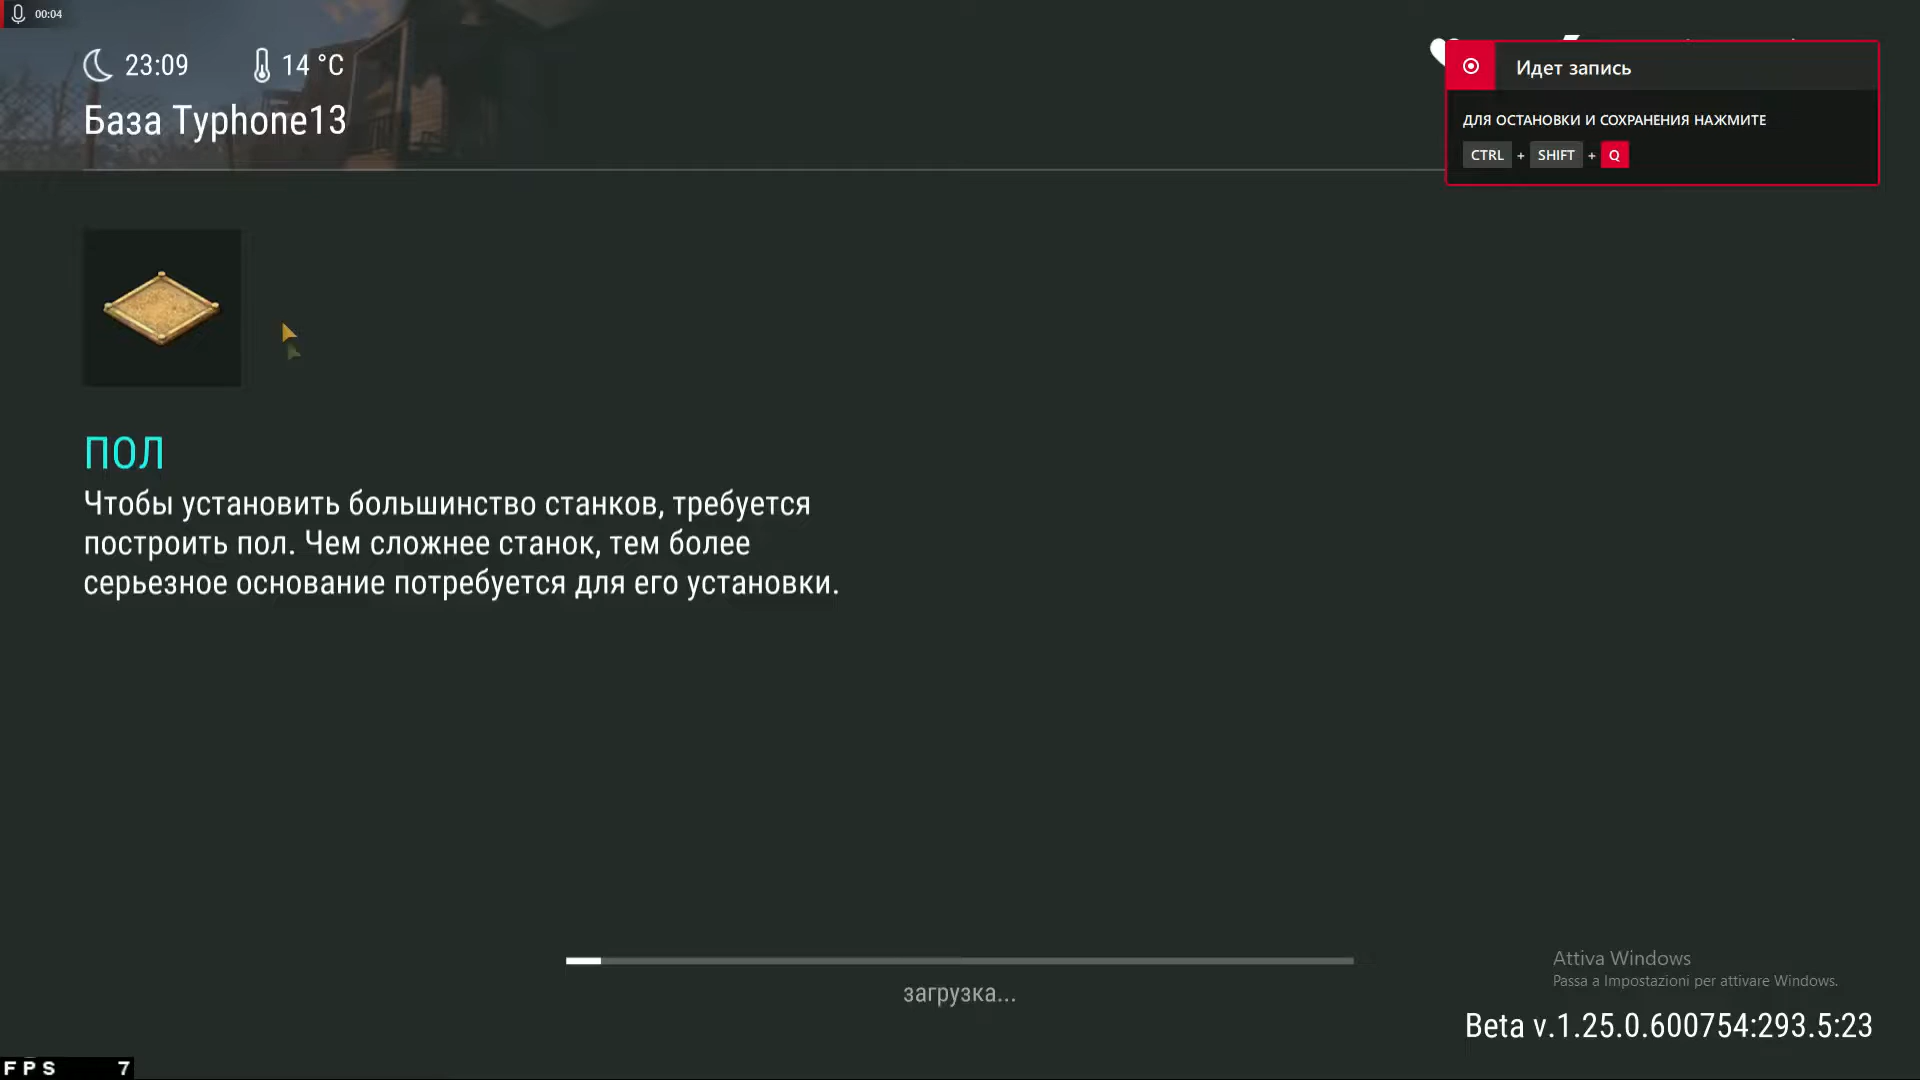 00:04
23:09 14 °C
База Typhone13
Идет запись
ДЛЯ ОСТАНОВКИ И СОХРАНЕНИЯ НАЖМИТЕ
CTRL + SHIFT + Q
ПОЛ
Чтобы установить большинство станков, требуется
построить пол. Чем сложнее станок, тем более
серьезное основание потребуется для его установки.
загрузка...
Attiva Windows
Passa a Impostazioni per attivare Windows.
Beta v.1.25.0.600754:293.5:23
FPS 7